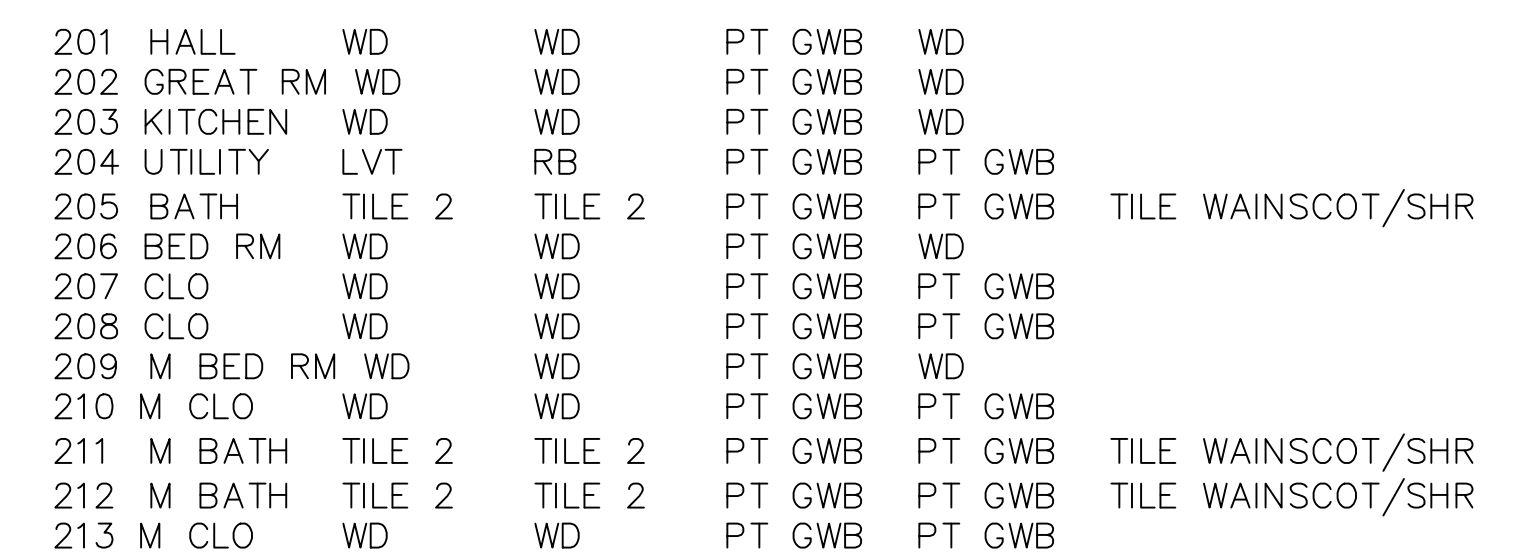 201 HALL WD WD PT GWB WD
202 GREAT RM WD WD PT GWB WD
203 KITCHEN WD WD PT GWB WD
204 UTILITY LVT RB PT GWB PT GWB
205 BATH TILE 2 TILE 2 PT GWB PT GWB TILE WAINSCOT/SHR
206 BED RM WD WD PT GWB WD
207 CLO WD WD PT GWB PT GWB
208 CLO WD WD PT GWB PT GWB
209 M BED RM WD WD PT GWB WD
210 M CLO WD WD PT GWB PT GWB
211 M BATH TILE 2 TILE 2 PT GWB PT GWB TILE WAINSCOT/SHR
212 M BATH TILE 2 TILE 2 PT GWB PT GWB TILE WAINSCOT/SHR
213 M CLO WD WD PT GWB PT GWB